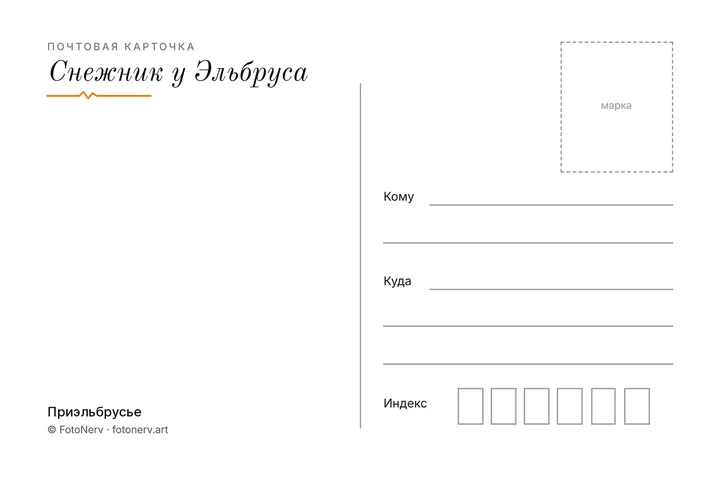 ПОЧТОВАЯ КАРТОЧКА
Снежник у Эльбруса
марка
Кому
Куда
Индекс
Приэльбрусье
© FotoNerv · fotonerv.art